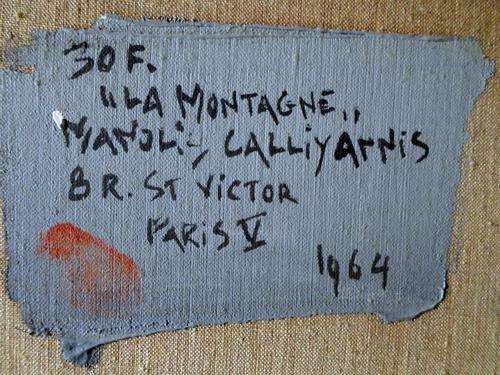 30 F.
"LA MONTAGNE"
MANOLiS CALLiYANNIS
8 R. ST ViCTOR
PARiS V
1964